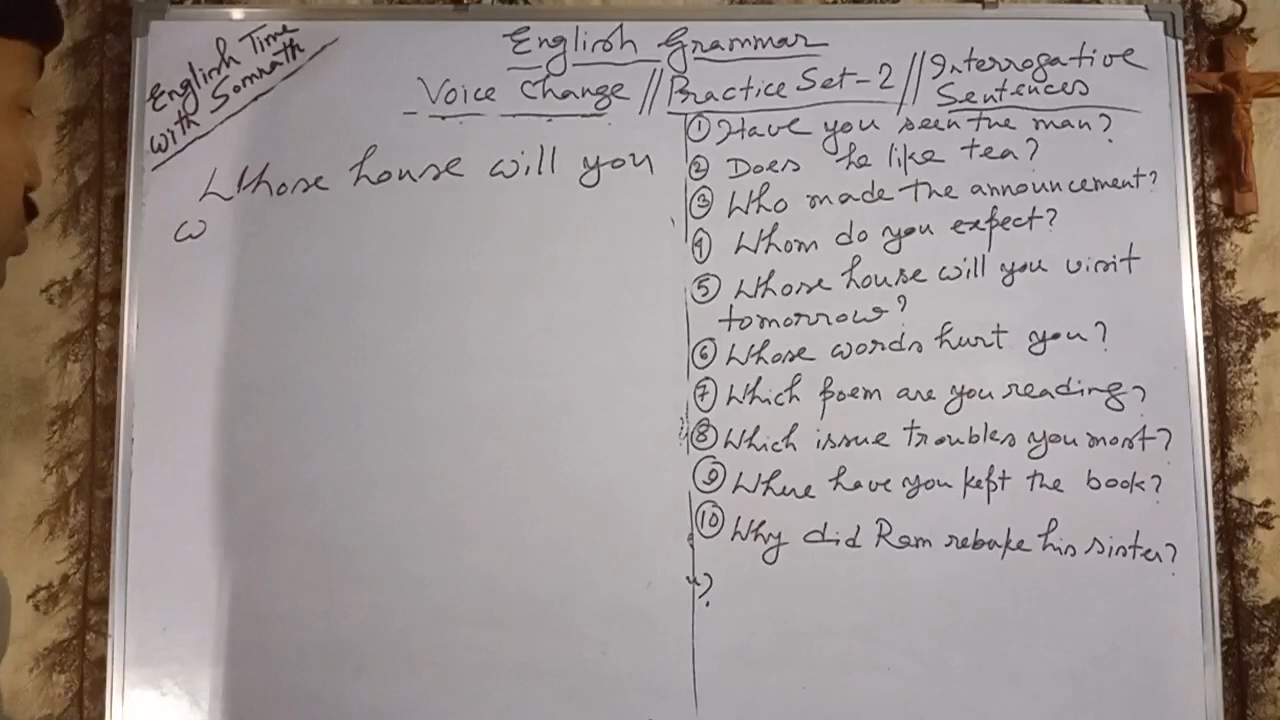 English Time
with Somnath
English Grammar
Voice Change // Practice Set-2 // Interrogative
Sentences
Whose house will you
w
① Have you seen the man?
② Does he like tea?
③ Who made the announcement?
④ Whom do you expect?
⑤ Whose house will you visit
tomorrow?
⑥ Whose words hurt you?
⑦ Which poem are you reading?
⑧ Which issue troubles you most?
⑨ Where have you kept the book?
⑩ Why did Ram rebuke his sister?
?